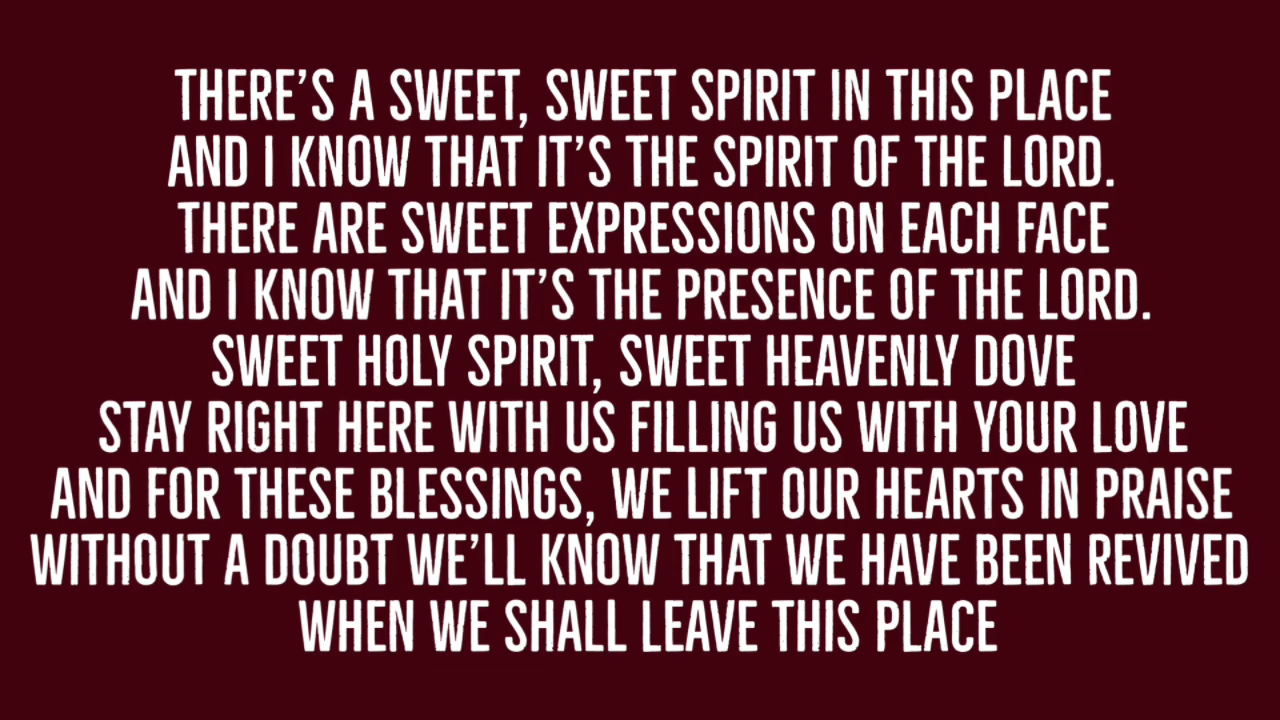 THERE'S A SWEET, SWEET SPIRIT IN THIS PLACE
AND I KNOW THAT IT'S THE SPIRIT OF THE LORD.
THERE ARE SWEET EXPRESSIONS ON EACH FACE
AND I KNOW THAT IT'S THE PRESENCE OF THE LORD.
SWEET HOLY SPIRIT, SWEET HEAVENLY DOVE
STAY RIGHT HERE WITH US FILLING US WITH YOUR LOVE
AND FOR THESE BLESSINGS, WE LIFT OUR HEARTS IN PRAISE
WITHOUT A DOUBT WE'LL KNOW THAT WE HAVE BEEN REVIVED
WHEN WE SHALL LEAVE THIS PLACE